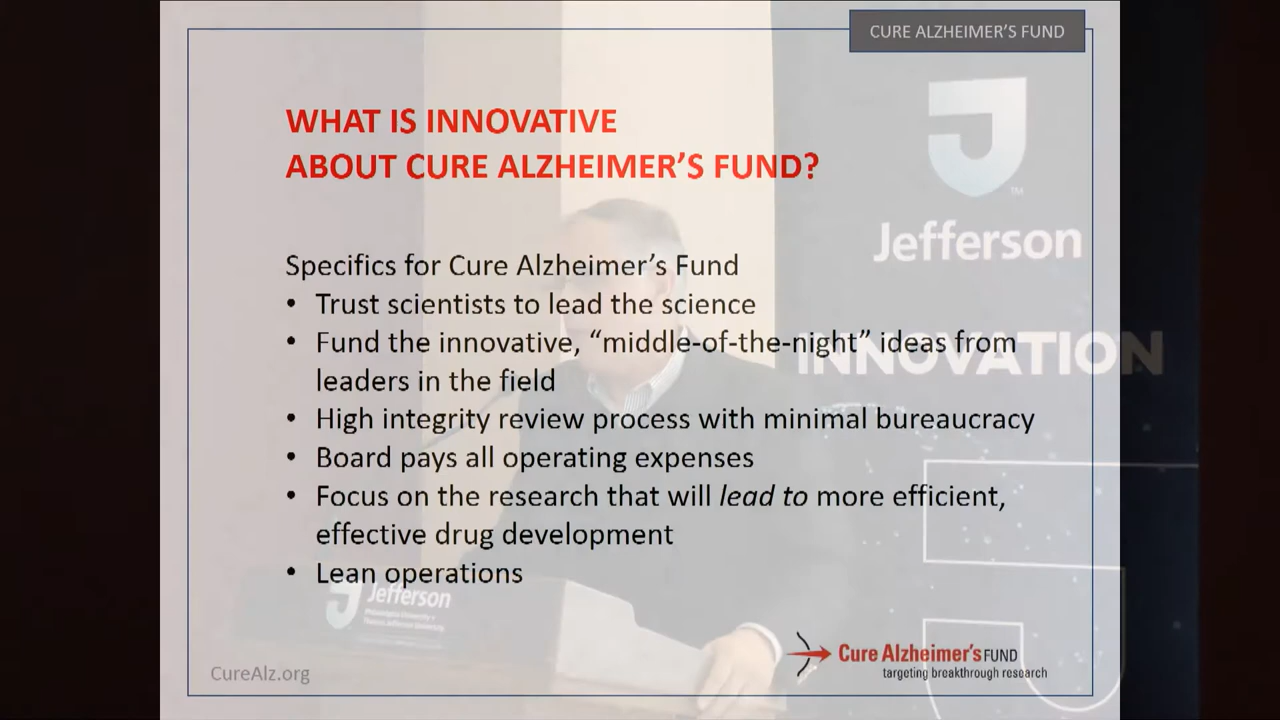 CURE ALZHEIMER'S FUND
WHAT IS INNOVATIVE
ABOUT CURE ALZHEIMER'S FUND?
Jefferson
Specifics for Cure Alzheimer's Fund
• Trust scientists to lead the science
• Fund the innovative, “middle-of-the-night” ideas from
leaders in the field
INNOVATION
• High integrity review process with minimal bureaucracy
• Board pays all operating expenses
• Focus on the research that will lead to more efficient,
effective drug development
• Lean operations
Jefferson
Philadelphia University +
Thomas Jefferson University
Cure Alzheimer'sFUND
targeting breakthrough research
CureAlz.org